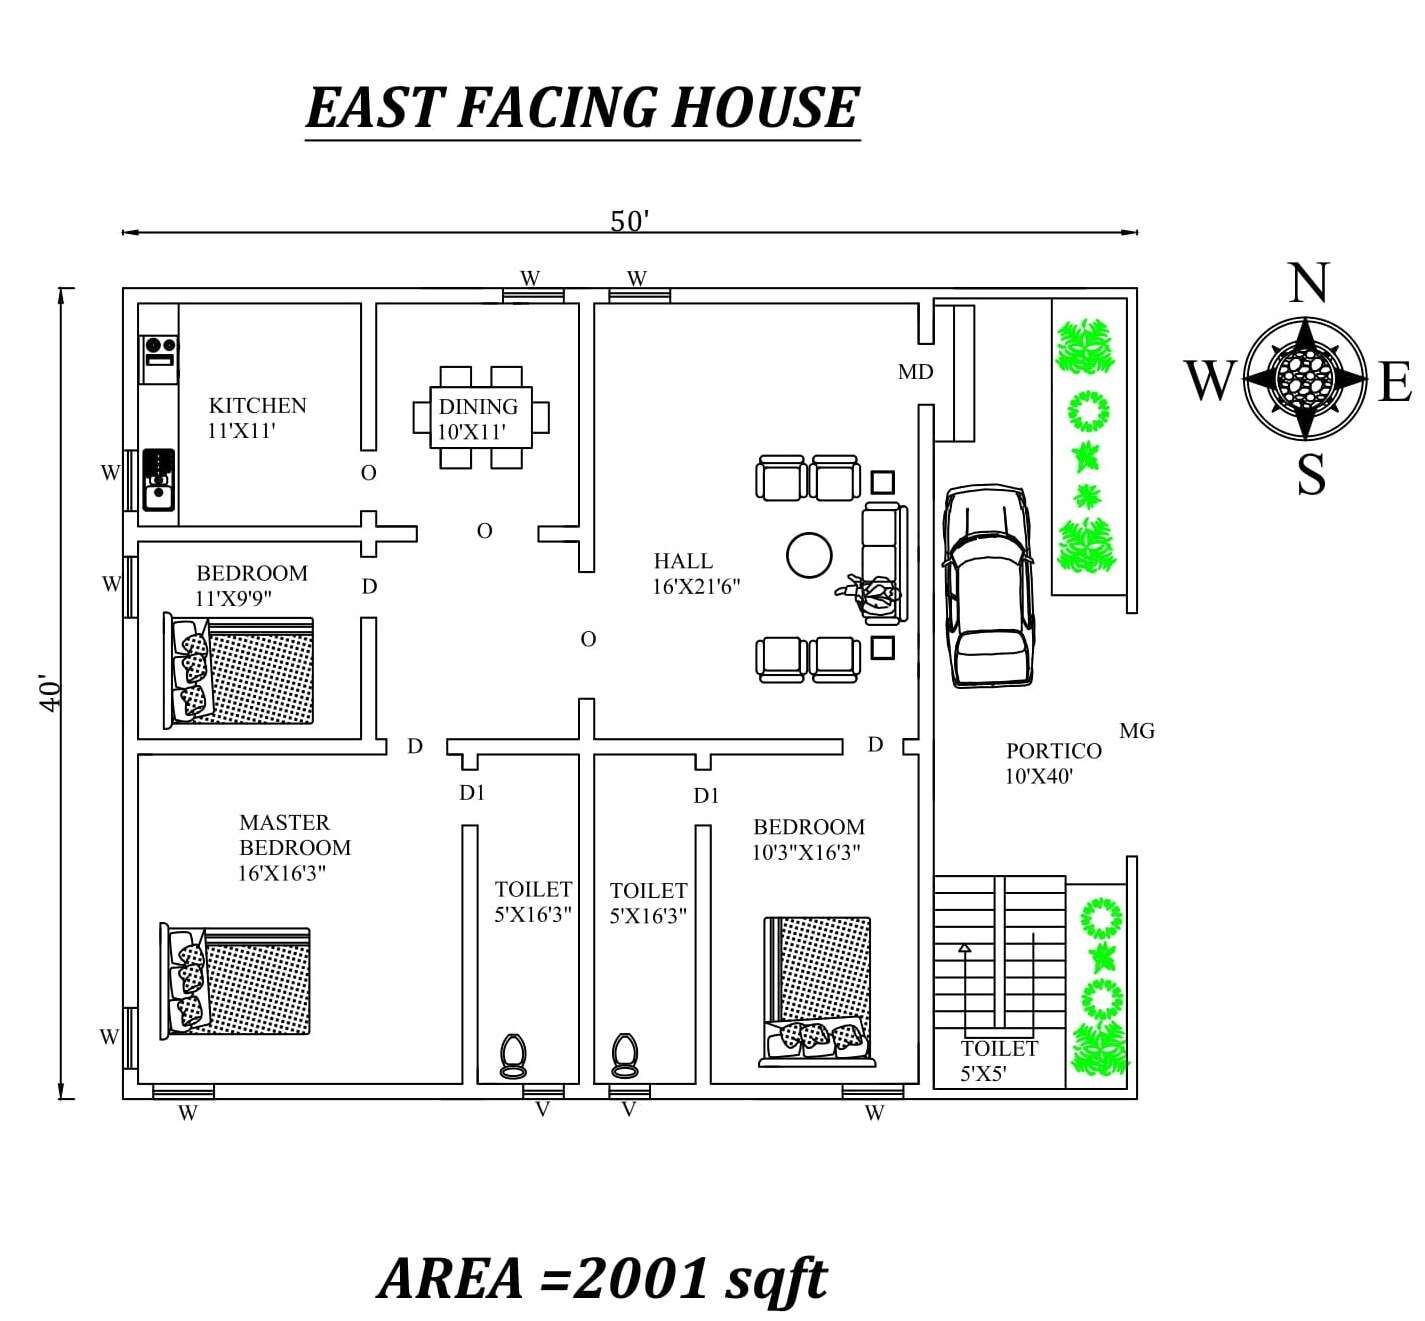 EAST FACING HOUSE
50'
W
W
N
W
E
S
MD
KITCHEN
11'X11'
DINING
10'X11'
W
O
O
HALL
16'X21'6"
BEDROOM
11'X9'9"
W
D
O
40'
MG
D
D
PORTICO
10'X40'
D1
D1
MASTER
BEDROOM
16'X16'3"
BEDROOM
10'3"X16'3"
TOILET
5'X16'3"
TOILET
5'X16'3"
W
TOILET
5'X5'
W
V
V
W
AREA =2001 sqft